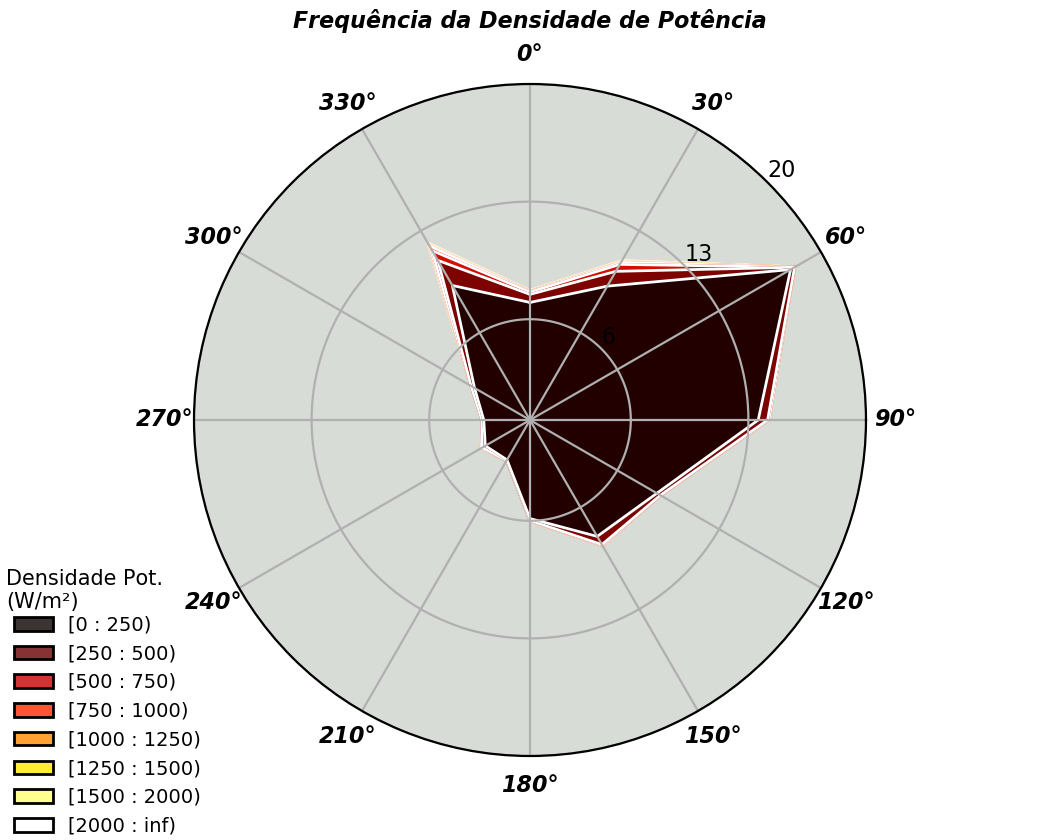 Frequência da Densidade de Potência
0°
330°
30°
20
300°
60°
13
6
270°
90°
240°
120°
210°
150°
180°
Densidade Pot.
(W/m²)
[0 : 250)
[250 : 500)
[500 : 750)
[750 : 1000)
[1000 : 1250)
[1250 : 1500)
[1500 : 2000)
[2000 : inf)